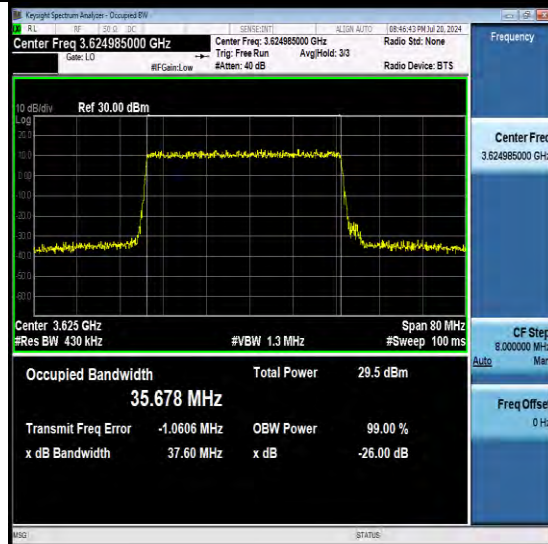 Keysight Spectrum Analyzer - Occupied BW
RL RF 50 Ω DC SENSE:INT ALIGN AUTO 08:46:43 PM Jul 20, 2024
Center Freq 3.624985000 GHz
Gate: LO
#IFGain:Low
Center Freq: 3.624985000 GHz
Trig: Free Run Avg|Hold: 3/3
#Atten: 40 dB
Radio Std: None
Radio Device: BTS
10 dB/div Ref 30.00 dBm
Log
20.0
10.0
0.00
-10.0
-20.0
-30.0
-40.0
-50.0
-60.0
Center 3.625 GHz Span 80 MHz
#Res BW 430 kHz #VBW 1.3 MHz #Sweep 100 ms
Occupied Bandwidth Total Power 29.5 dBm
35.678 MHz
Transmit Freq Error -1.0606 MHz OBW Power 99.00 %
x dB Bandwidth 37.60 MHz x dB -26.00 dB
Frequency
Center Freq
3.624985000 GHz
CF Step
8.000000 MHz
Auto Man
Freq Offset
0 Hz
MSG STATUS